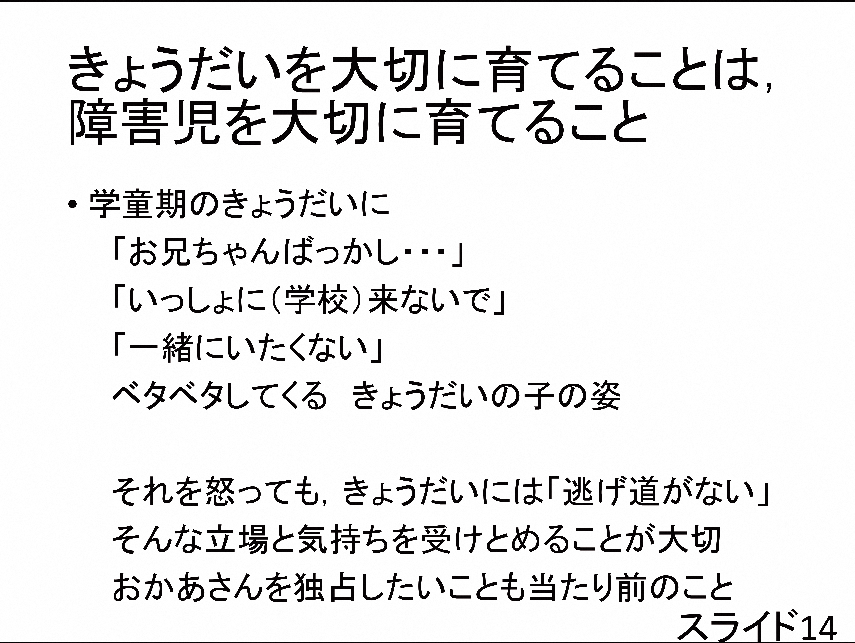 きょうだいを大切に育てることは,
障害児を大切に育てること
• 学童期のきょうだいに
「お兄ちゃんばっかし・・・」
「いっしょに(学校)来ないで」
「一緒にいたくない」
ベタベタしてくる　きょうだいの子の姿
それを怒っても, きょうだいには「逃げ道がない」
そんな立場と気持ちを受けとめることが大切
おかあさんを独占したいことも当たり前のこと
スライド14